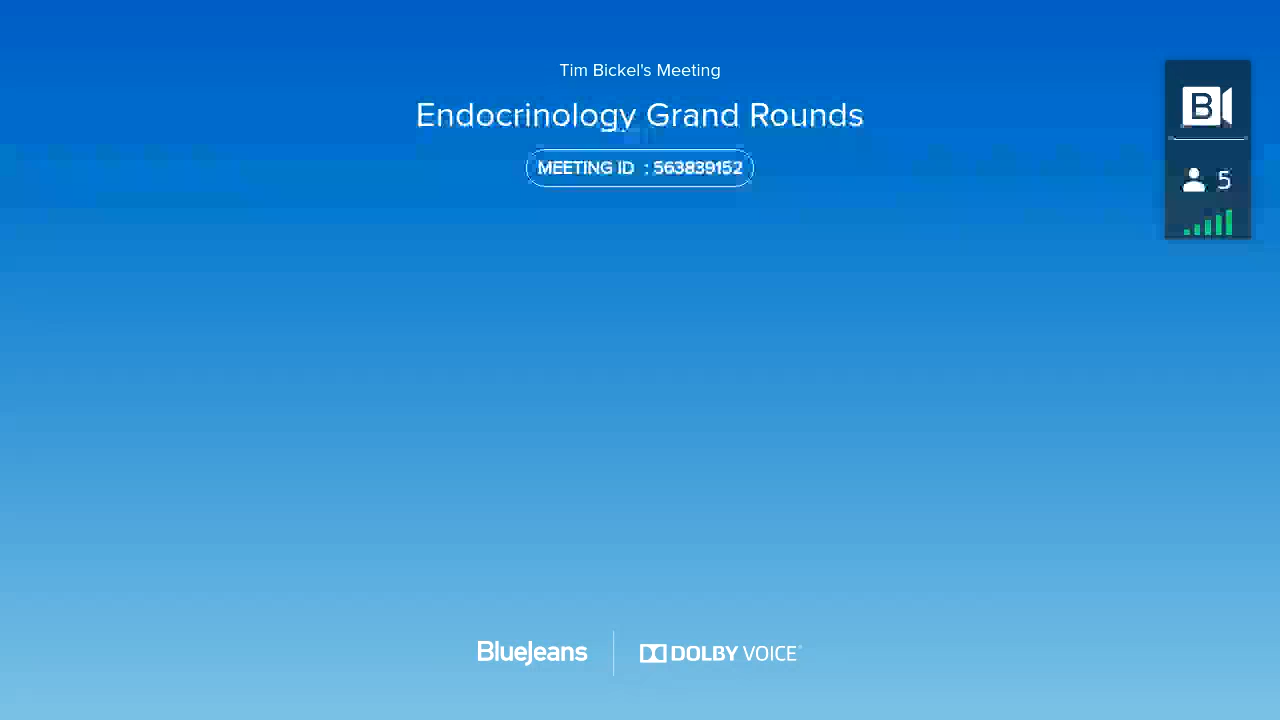 Tim Bickel's Meeting
Endocrinology Grand Rounds
MEETING ID : 563839152
B
5
BlueJeans
DOLBY VOICE